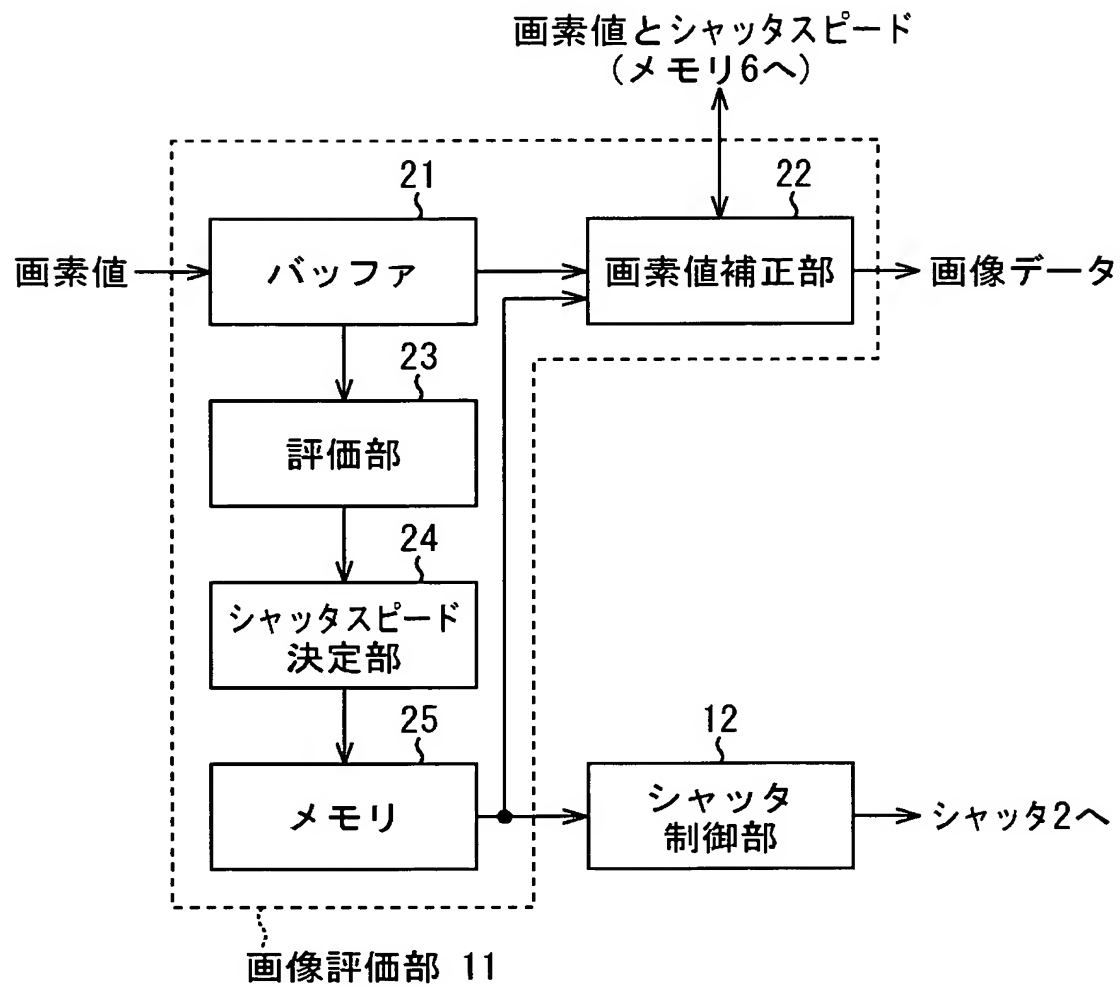 画素値とシャッタスピード
(メモリ6へ)
21
22
画素値
バッファ
画素値補正部
画像データ
23
評価部
24
シャッタスピード
決定部
25
12
メモリ
シャッタ
制御部
シャッタ2へ
画像評価部 11